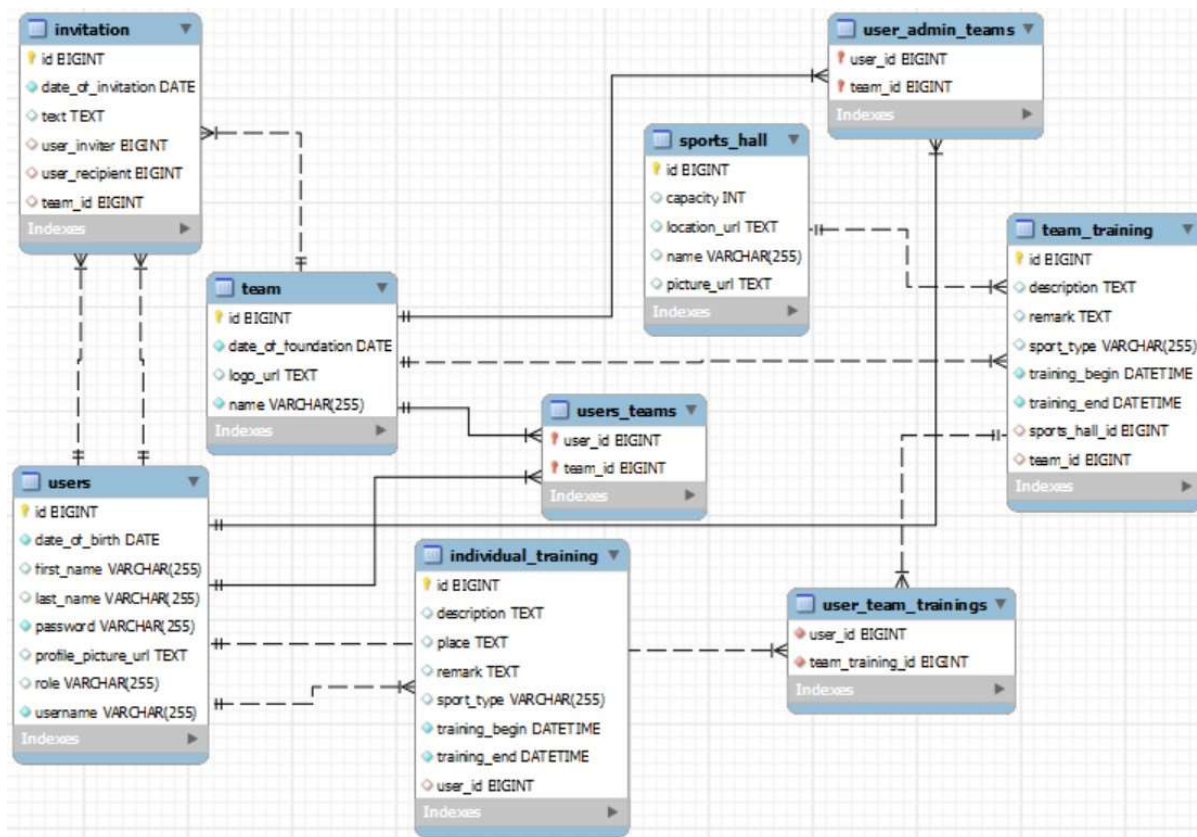 invitation
id BIGINT
date_of_invitation DATE
text TEXT
user_inviter BIGINT
user_recipient BIGINT
team_id BIGINT
Indexes
user_admin_teams
user_id BIGINT
team_id BIGINT
Indexes
sports_hall
id BIGINT
capacity INT
location_url TEXT
name VARCHAR(255)
picture_url TEXT
Indexes
team_training
id BIGINT
description TEXT
remark TEXT
sport_type VARCHAR(255)
training_begin DATETIME
training_end DATETIME
sports_hall_id BIGINT
team_id BIGINT
Indexes
team
id BIGINT
date_of_foundation DATE
logo_url TEXT
name VARCHAR(255)
Indexes
users_teams
user_id BIGINT
team_id BIGINT
Indexes
users
id BIGINT
date_of_birth DATE
first_name VARCHAR(255)
last_name VARCHAR(255)
password VARCHAR(255)
profile_picture_url TEXT
role VARCHAR(255)
username VARCHAR(255)
Indexes
individual_training
id BIGINT
description TEXT
place TEXT
remark TEXT
sport_type VARCHAR(255)
training_begin DATETIME
training_end DATETIME
user_id BIGINT
Indexes
user_team_trainings
user_id BIGINT
team_training_id BIGINT
Indexes